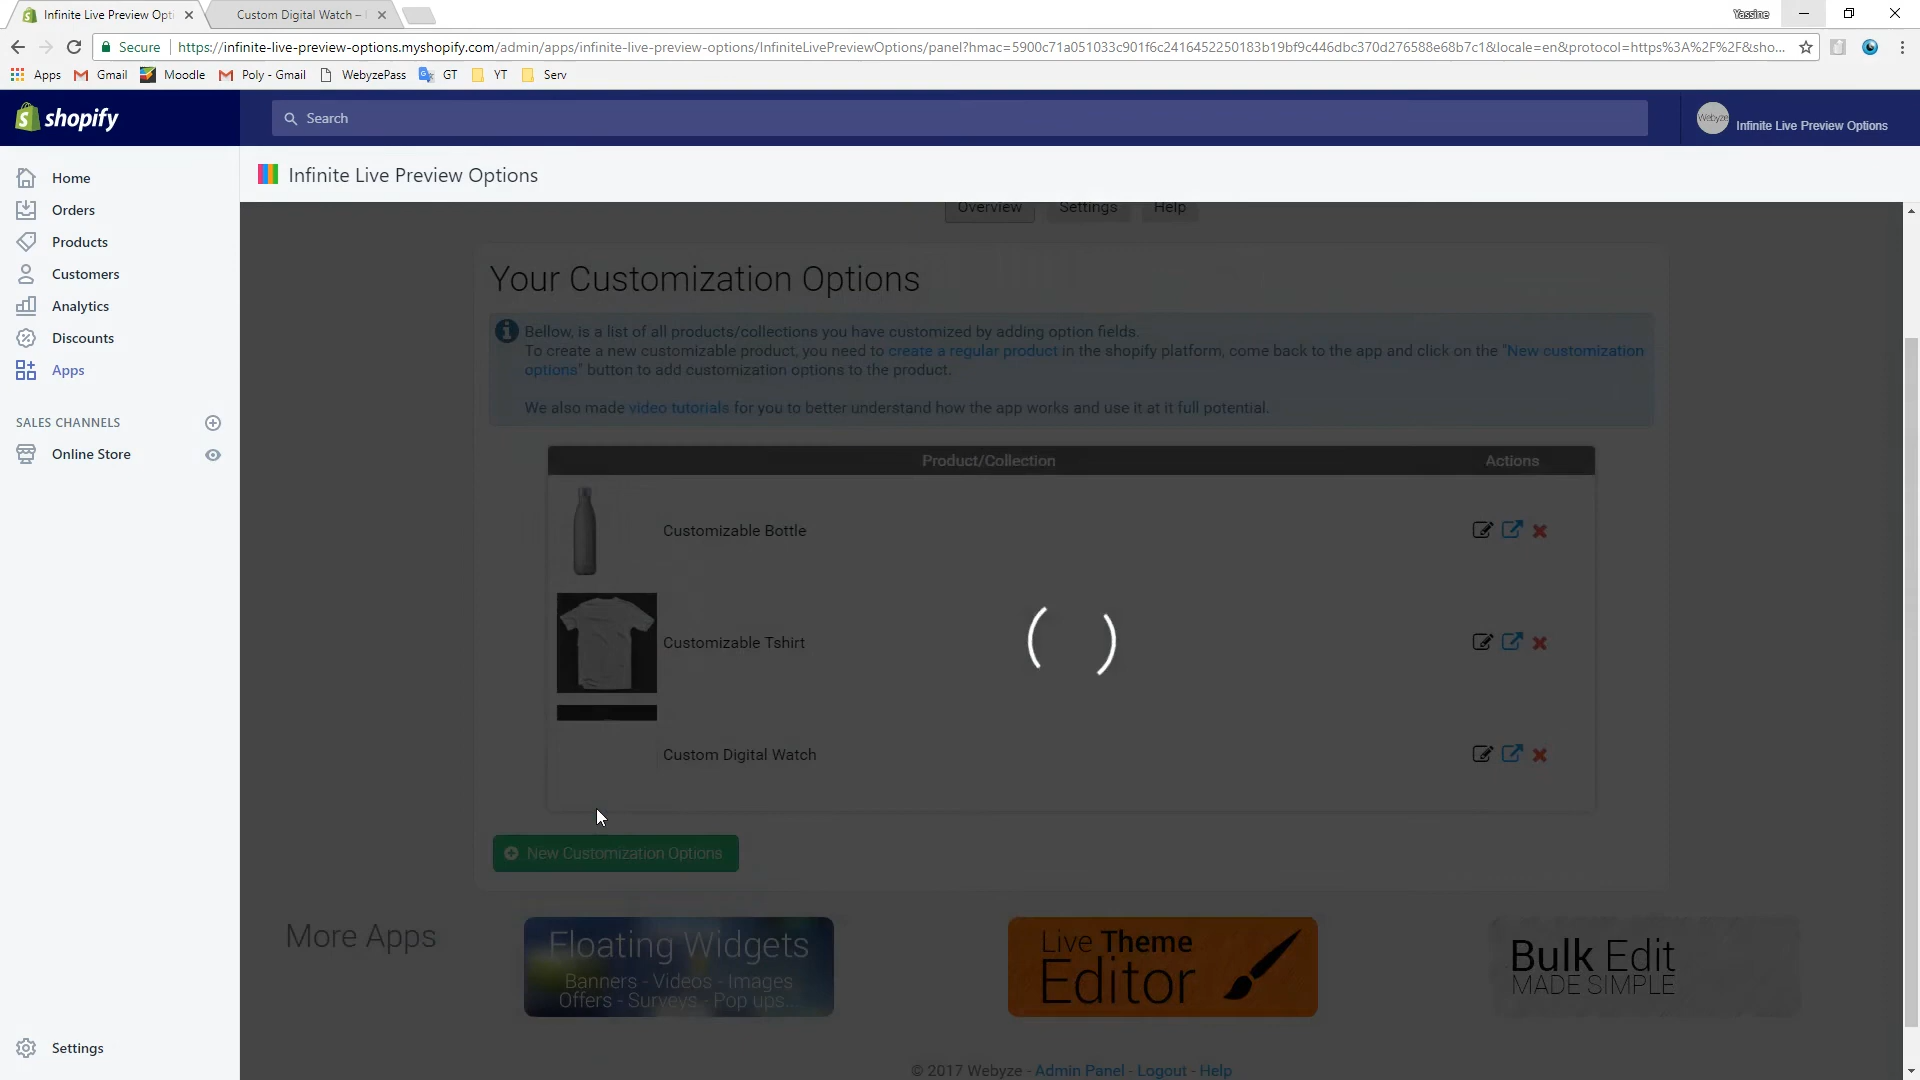 Infinite Live Preview Opti
Custom Digital Watch –
Yassine
Secure
https://infinite-live-preview-options.myshopify.com/admin/apps/infinite-live-preview-options/InfiniteLivePreviewOptions/panel?hmac=5900c71a051033c901f6c2416452250183b19bf9c446dbc370d276588e68b7c1&locale=en&protocol=https%3A%2F%2F&sho...
Apps
Gmail
Moodle
Poly - Gmail
WebyzePass
GT
YT
Serv
shopify
Search
Webyze
Infinite Live Preview Options
Infinite Live Preview Options
Home
Orders
Products
Customers
Analytics
Discounts
Apps
SALES CHANNELS
Online Store
Settings
Overview
Settings
Help
Your Customization Options
Bellow, is a list of all products/collections you have customized by adding option fields.
To create a new customizable product, you need to create a regular product in the shopify platform, come back to the app and click on the "New customization
options" button to add customization options to the product.
We also made video tutorials for you to better understand how the app works and use it at it full potential.
Product/Collection
Actions
Customizable Bottle
Customizable Tshirt
Custom Digital Watch
New Customization Options
More Apps
Floating Widgets
Banners - Videos - Images
Offers - Surveys - Pop ups...
Live Theme
Editor
Bulk Edit
MADE SIMPLE
© 2017 Webyze - Admin Panel - Logout - Help